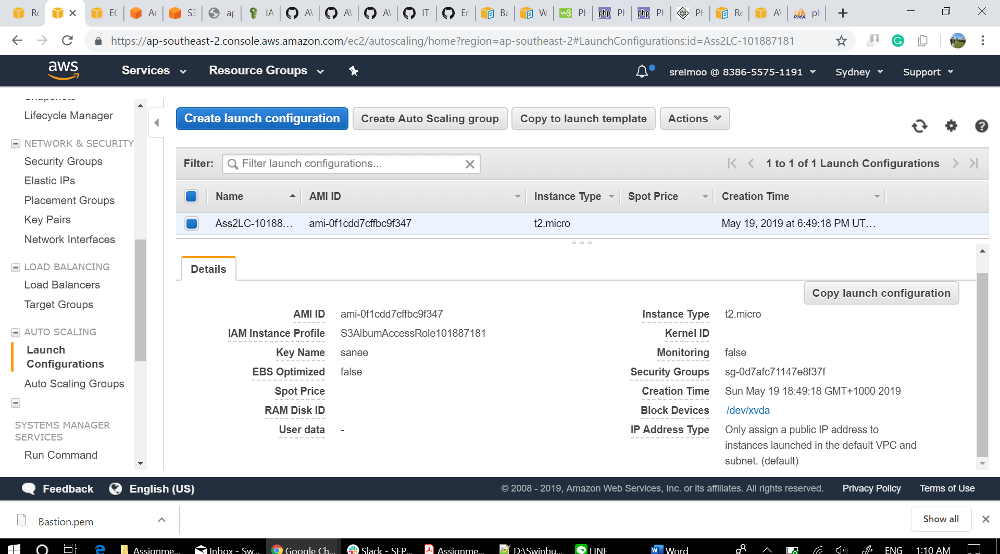 Rc
EC
Ar
S3
ap
IA
A\
A\
A\
IT
Er
Ba
W
w3
PH
php
PH
php
PH
PH
Re
A\
PMA
ph
https://ap-southeast-2.console.aws.amazon.com/ec2/autoscaling/home?region=ap-southeast-2#LaunchConfigurations:id=Ass2LC-101887181
aws
Services
Resource Groups
sreimoo @ 8386-5575-1191
Sydney
Support
Snapshots
Lifecycle Manager
NETWORK & SECURITY
Security Groups
Elastic IPs
Placement Groups
Key Pairs
Network Interfaces
LOAD BALANCING
Load Balancers
Target Groups
AUTO SCALING
Launch
Configurations
Auto Scaling Groups
SYSTEMS MANAGER
SERVICES
Run Command
Create launch configuration
Create Auto Scaling group
Copy to launch template
Actions
Filter:
Filter launch configurations...
1 to 1 of 1 Launch Configurations
Name
AMI ID
Instance Type
Spot Price
Creation Time
Ass2LC-10188...
ami-0f1cdd7cffbc9f347
t2.micro
May 19, 2019 at 6:49:18 PM UT...
Details
Copy launch configuration
AMI ID ami-0f1cdd7cffbc9f347
IAM Instance Profile S3AlbumAccessRole101887181
Key Name sanee
EBS Optimized false
Spot Price
RAM Disk ID
User data -
Instance Type t2.micro
Kernel ID
Monitoring false
Security Groups sg-0d7afc71147e8f37f
Creation Time Sun May 19 18:49:18 GMT+1000 2019
Block Devices /dev/xvda
IP Address Type Only assign a public IP address to
instances launched in the default VPC and
subnet. (default)
Feedback
English (US)
© 2008 - 2019, Amazon Web Services, Inc. or its affiliates. All rights reserved.
Privacy Policy
Terms of Use
Bastion.pem
Show all
Assignme...
Inbox - Sw...
Google Ch...
Slack - SEP...
Assignme...
D:\Swinbu...
LINE
Word
ENG
1:10 AM